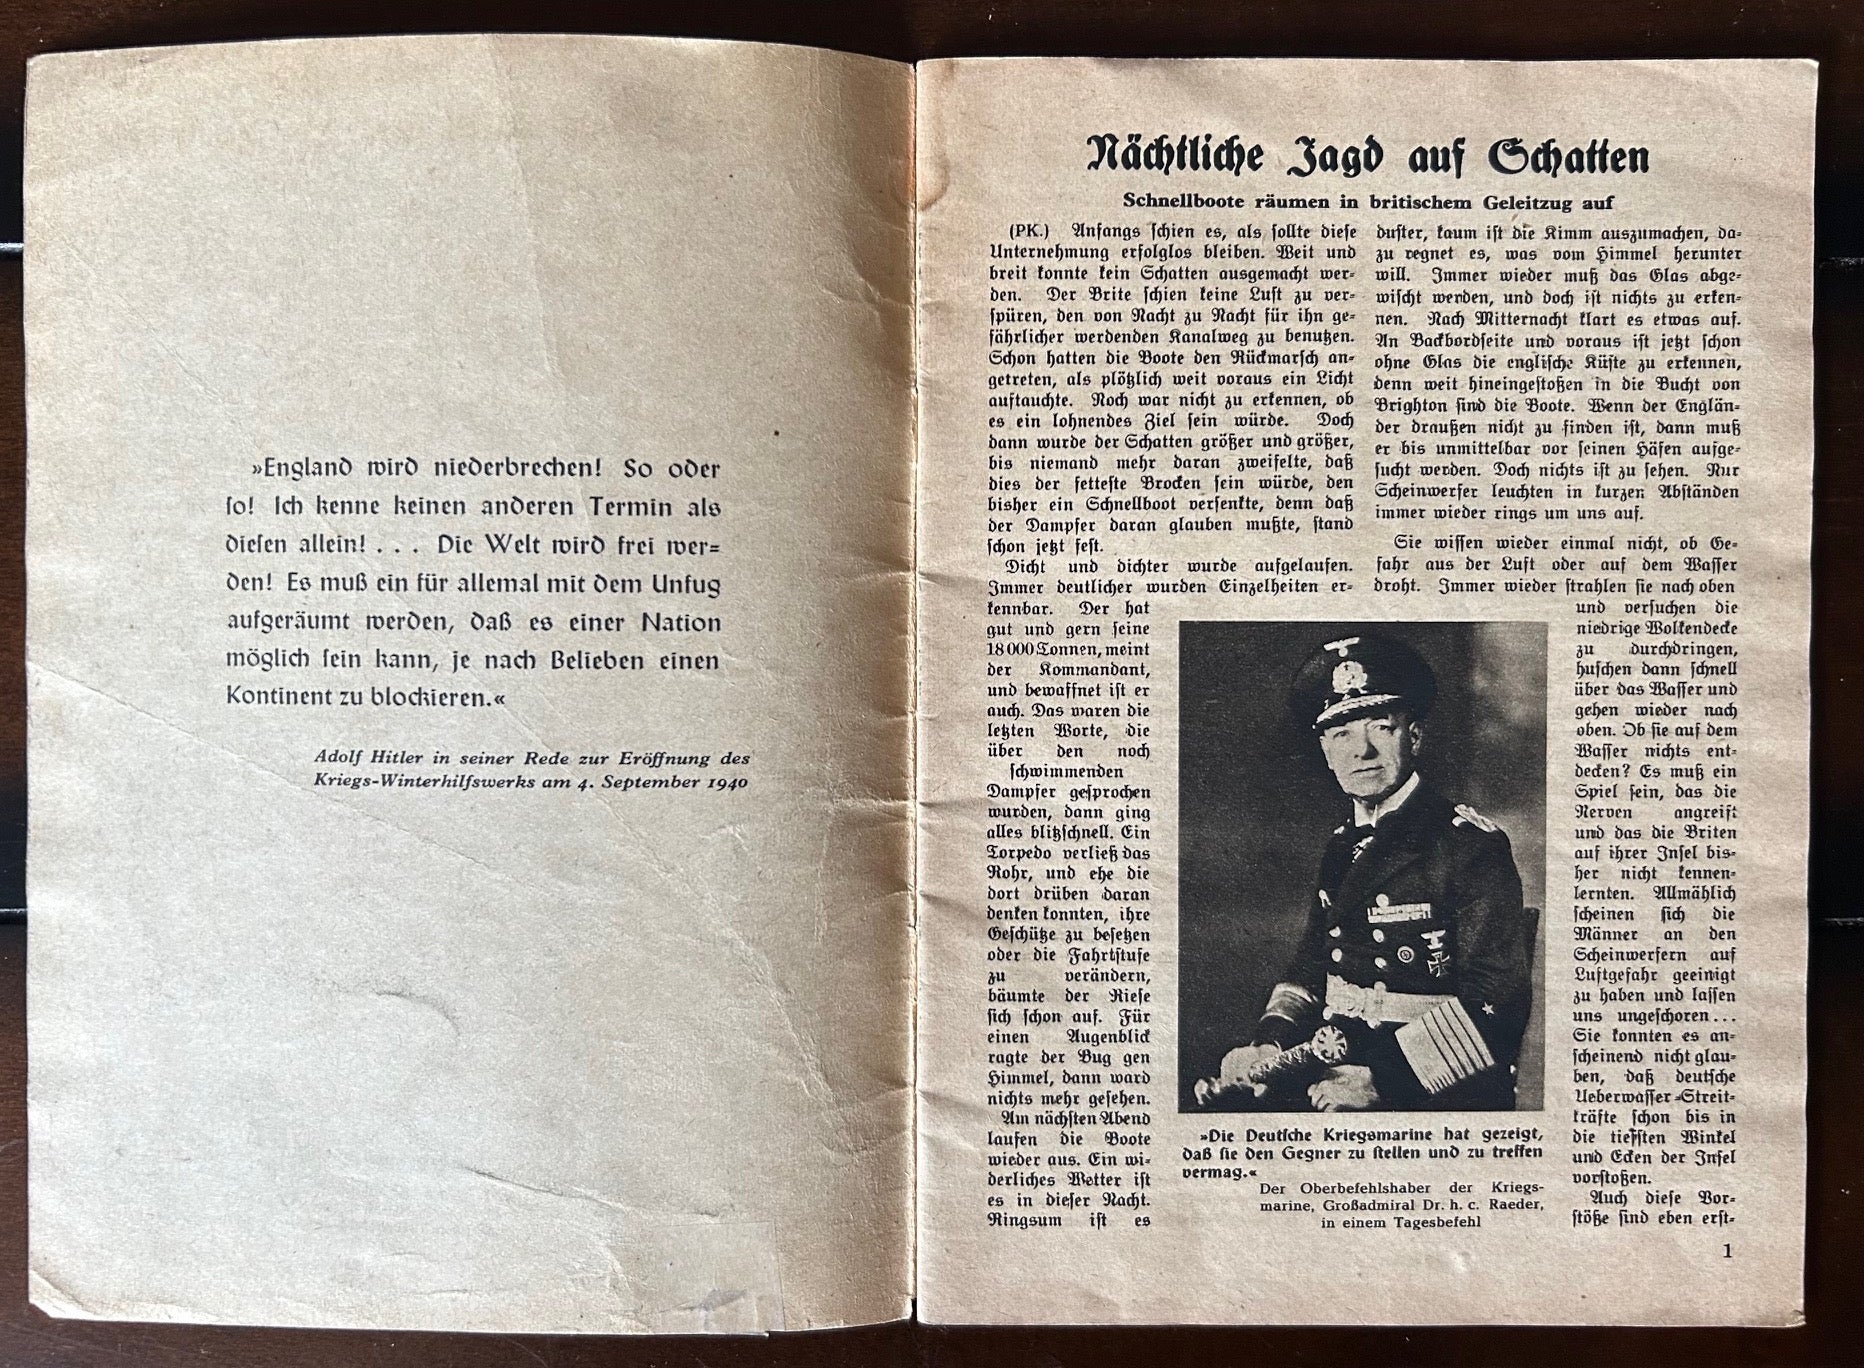 »England wird niederbrechen! So oder
so! Ich kenne keinen anderen Termin als
diesen allein! . . . Die Welt wird frei wer-
den! Es muß ein für allemal mit dem Unfug
aufgeräumt werden, daß es einer Nation
möglich sein kann, je nach Belieben einen
Kontinent zu blockieren.«
Adolf Hitler in seiner Rede zur Eröffnung des
Kriegs-Winterhilfswerks am 4. September 1940
Nächtliche Jagd auf Schatten
Schnellboote räumen in britischem Geleitzug auf
(PK.) Anfangs schien es, als sollte diese
Unternehmung erfolglos bleiben. Weit und
breit konnte kein Schatten ausgemacht wer-
den. Der Brite schien keine Lust zu ver-
spüren, den von Nacht zu Nacht für ihn ge-
fährlicher werdenden Kanalweg zu benutzen.
Schon hatten die Boote den Rückmarsch an-
getreten, als plötzlich weit voraus ein Licht
auftauchte. Noch war nicht zu erkennen, ob
es ein lohnendes Ziel sein würde. Doch
dann wurde der Schatten größer und größer,
bis niemand mehr daran zweifelte, daß
dies der fetteste Brocken sein würde, den
bisher ein Schnellboot versenkte, denn daß
der Dampfer daran glauben mußte, stand
schon jetzt fest.
Dicht und dichter wurde aufgelaufen.
Immer deutlicher wurden Einzelheiten er-
kennbar. Der hat
gut und gern seine
18000 Tonnen, meint
der Kommandant,
und bewaffnet ist er
auch. Das waren die
letzten Worte, die
über den noch
schwimmenden
Dampfer gesprochen
wurden, dann ging
alles blitzschnell. Ein
Torpedo verließ das
Rohr, und ehe die
dort drüben daran
denken konnten, ihre
Geschütze zu besetzen
oder die Fahrtstufe
zu verändern,
bäumte der Riese
sich schon auf. Für
einen Augenblick
ragte der Bug gen
Himmel, dann ward
nichts mehr gesehen.
Am nächsten Abend
laufen die Boote
wieder aus. Ein wi-
derliches Wetter ist
es in dieser Nacht.
Ringsum ist es
duster, kaum ist die Kimm auszumachen, da-
zu regnet es, was vom Himmel herunter
will. Immer wieder muß das Glas abge-
wischt werden, und doch ist nichts zu erken-
nen. Nach Mitternacht klart es etwas auf.
An Backbordseite und voraus ist jetzt schon
ohne Glas die englische Küste zu erkennen,
denn weit hineingestoßen in die Bucht von
Brighton sind die Boote. Wenn der Englän-
der draußen nicht zu finden ist, dann muß
er bis unmittelbar vor seinen Häfen aufge-
sucht werden. Doch nichts ist zu sehen. Nur
Scheinwerfer leuchten in kurzen Abständen
immer wieder rings um uns auf.
Sie wissen wieder einmal nicht, ob Ge-
fahr aus der Luft oder auf dem Wasser
droht. Immer wieder strahlen sie nach oben
und versuchen die
niedrige Wolkendecke
zu durchdringen,
huschen dann schnell
über das Wasser und
gehen wieder nach
oben. Ob sie auf dem
Wasser nichts ent-
decken? Es muß ein
Spiel sein, das die
Nerven angreift
und das die Briten
auf ihrer Insel bis-
her nicht kennen-
lernten. Allmählich
scheinen sich die
Männer an den
Scheinwerfern auf
Luftgefahr geeinigt
zu haben und lassen
uns ungeschoren...
Sie konnten es an-
scheinend nicht glau-
ben, daß deutsche
Ueberwasser-Streit-
kräfte schon bis in
die tiefsten Winkel
und Ecken der Insel
vorstoßen.
Auch diese Vor-
stöße sind eben erst-
»Die Deutsche Kriegsmarine hat gezeigt,
daß sie den Gegner zu stellen und zu treffen
vermag.«
Der Oberbefehlshaber der Kriegs-
marine, Großadmiral Dr. h. c. Raeder,
in einem Tagesbefehl
1